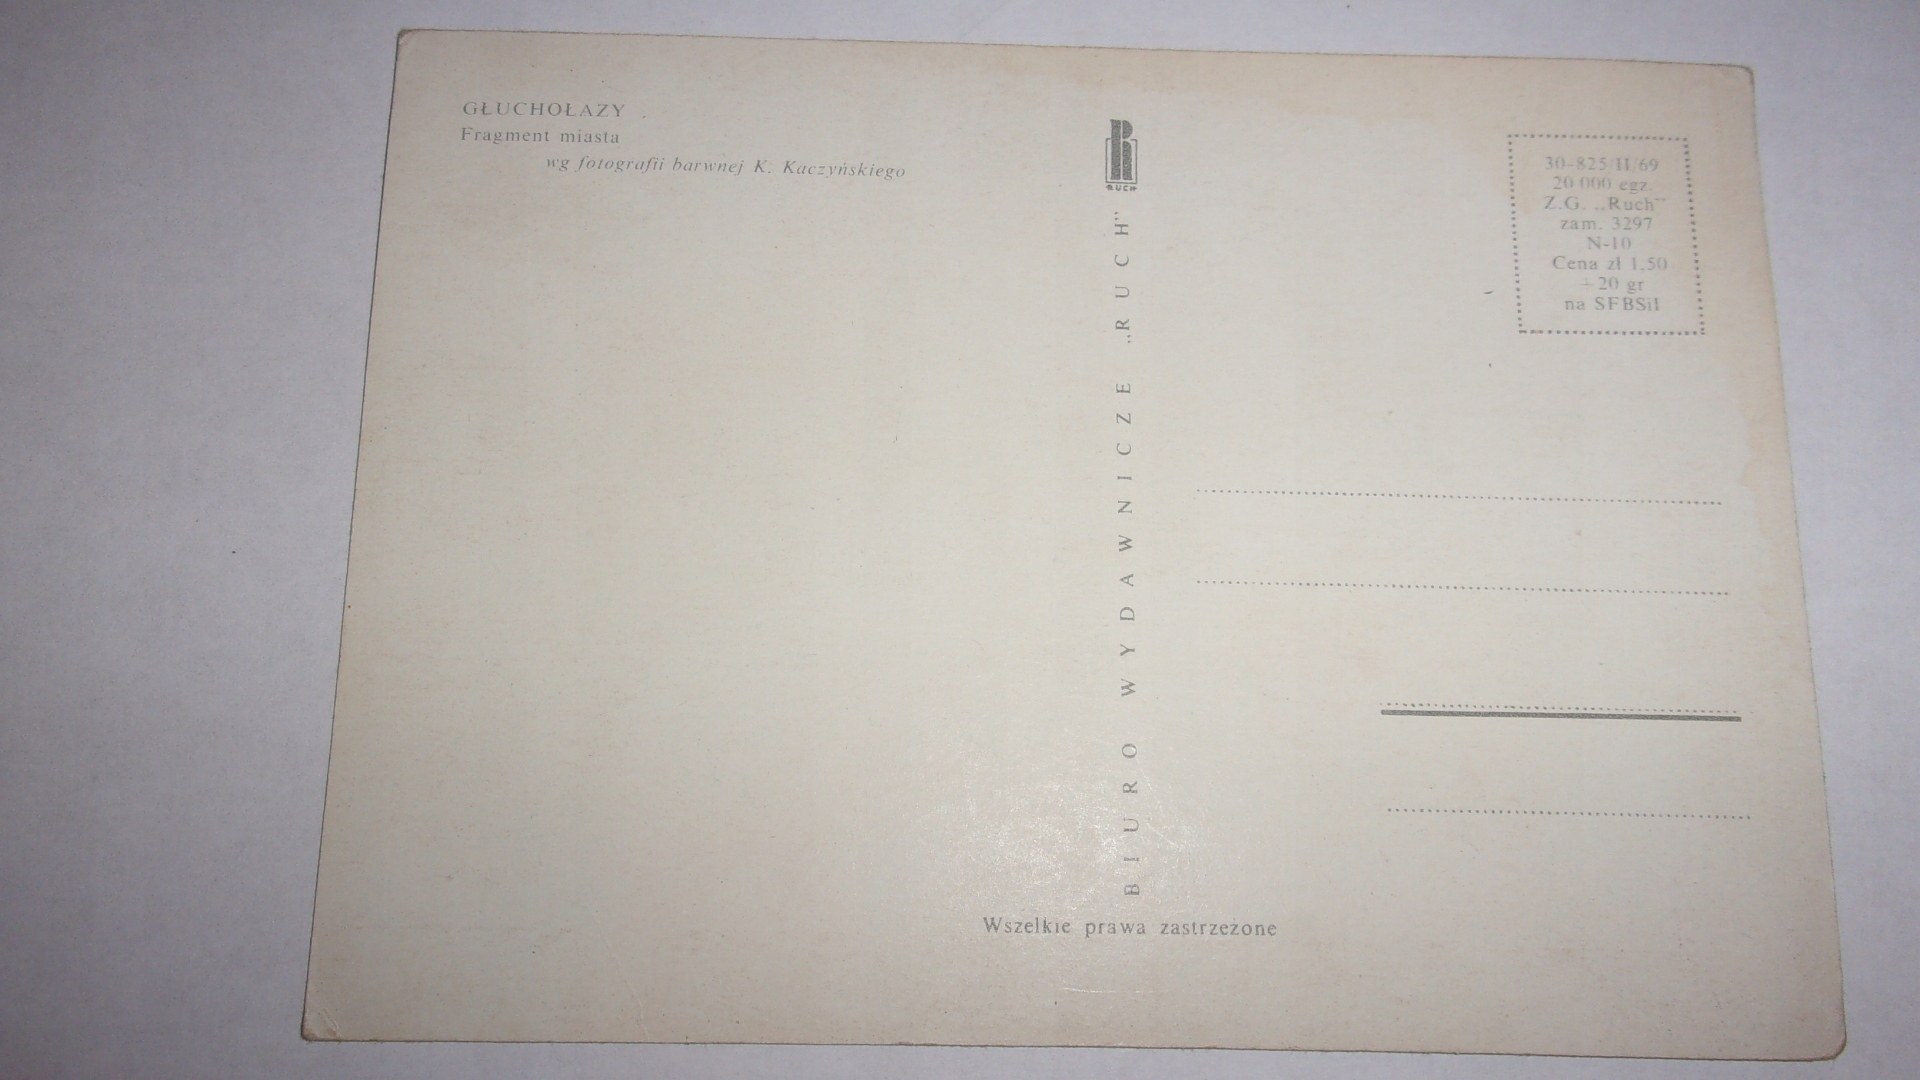 GŁUCHOŁAZY
Fragment miasta
wg fotografii barwnej K. Kaczyńskiego
RUCH
BIURO WYDAWNICZE „RUCH”
30-825/II/69
20 000 egz.
Z.G. „Ruch”
zam. 3297
N-10
Cena zł 1,50
+20 gr
na SFBSiI
Wszelkie prawa zastrzeżone